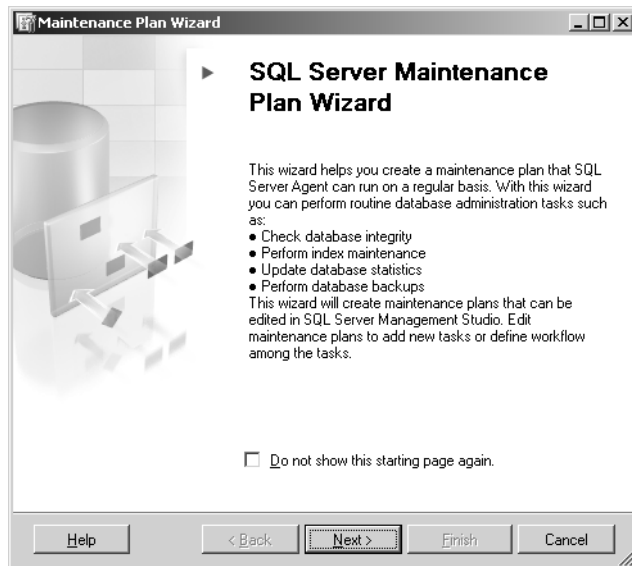 Maintenance Plan Wizard
SQL Server Maintenance
Plan Wizard
This wizard helps you create a maintenance plan that SQL
Server Agent can run on a regular basis. With this wizard
you can perform routine database administration tasks such
as:
● Check database integrity
● Perform index maintenance
● Update database statistics
● Perform database backups
This wizard will create maintenance plans that can be
edited in SQL Server Management Studio. Edit
maintenance plans to add new tasks or define workflow
among the tasks.
Do not show this starting page again.
Help
< Back
Next >
Finish
Cancel